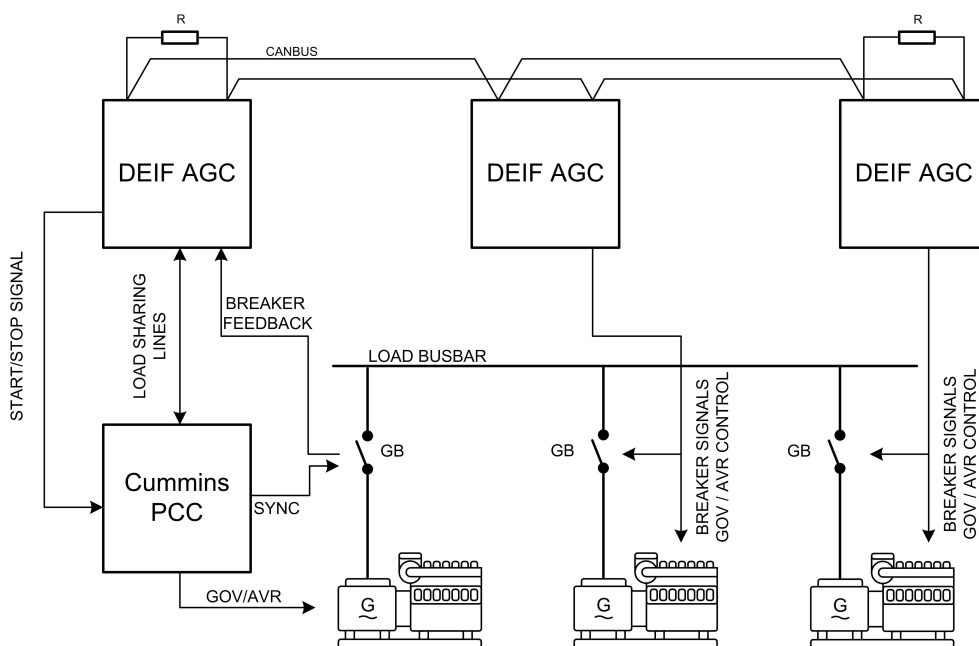 R
R
CANBUS
DEIF AGC
DEIF AGC
DEIF AGC
START/STOP SIGNAL
LOAD SHARING
LINES
BREAKER
FEEDBACK
LOAD BUSBAR
GB
GB
GB
BREAKER SIGNALS
GOV / AVR CONTROL
BREAKER SIGNALS
GOV / AVR CONTROL
Cummins
PCC
SYNC
GOV/AVR
G
~
G
~
G
~